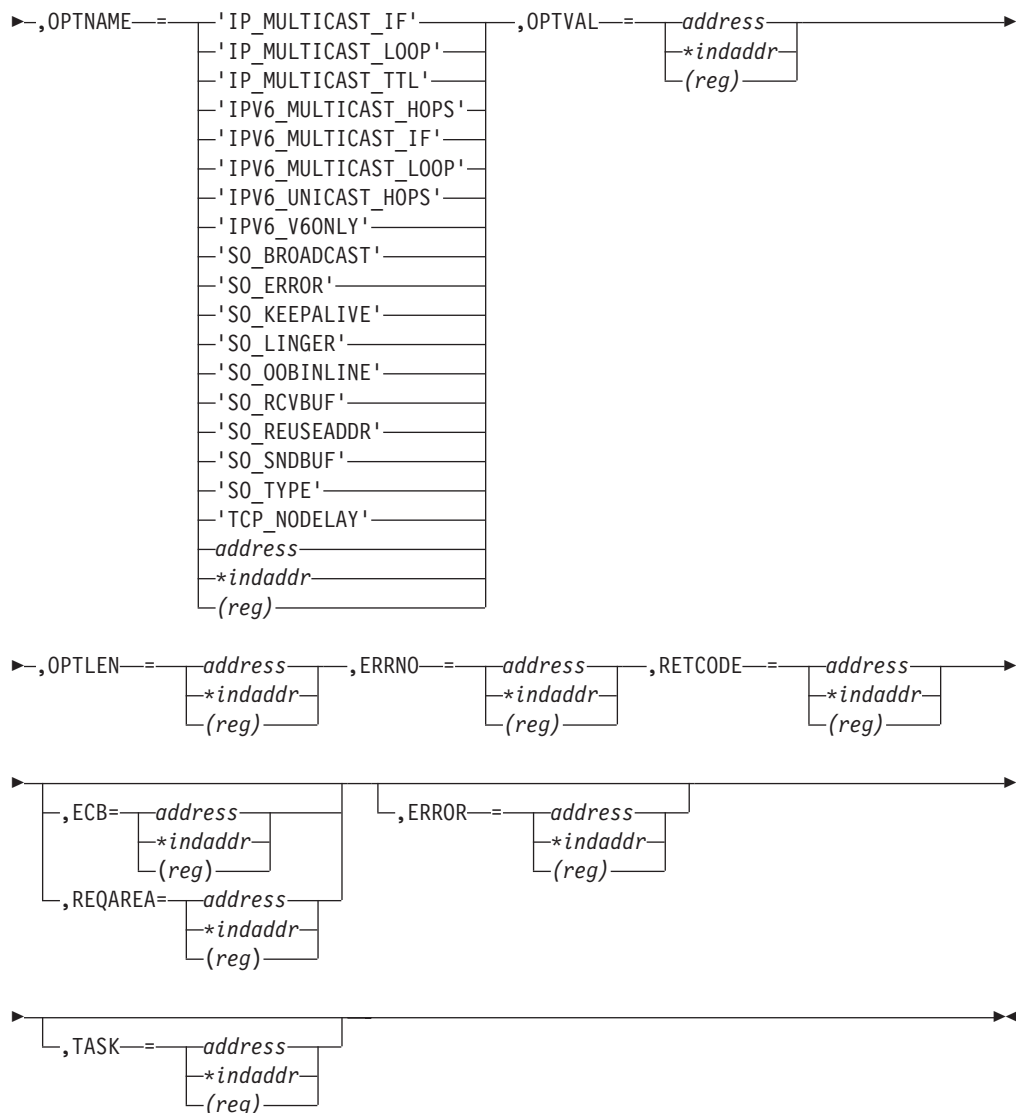 ,OPTNAME = 'IP_MULTICAST_IF' ,OPTVAL = address
'IP_MULTICAST_LOOP' *indaddr
'IP_MULTICAST_TTL' (reg)
'IPV6_MULTICAST_HOPS'
'IPV6_MULTICAST_IF'
'IPV6_MULTICAST_LOOP'
'IPV6_UNICAST_HOPS'
'IPV6_V6ONLY'
'SO_BROADCAST'
'SO_ERROR'
'SO_KEEPALIVE'
'SO_LINGER'
'SO_OOBINLINE'
'SO_RCVBUF'
'SO_REUSEADDR'
'SO_SNDBUF'
'SO_TYPE'
'TCP_NODELAY'
address
*indaddr
(reg)
,OPTLEN = address ,ERRNO = address ,RETCODE = address
*indaddr *indaddr *indaddr
(reg) (reg) (reg)
,ECB= address ,ERROR = address
*indaddr *indaddr
(reg) (reg)
,REQAREA= address
*indaddr
(reg)
,TASK = address
*indaddr
(reg)